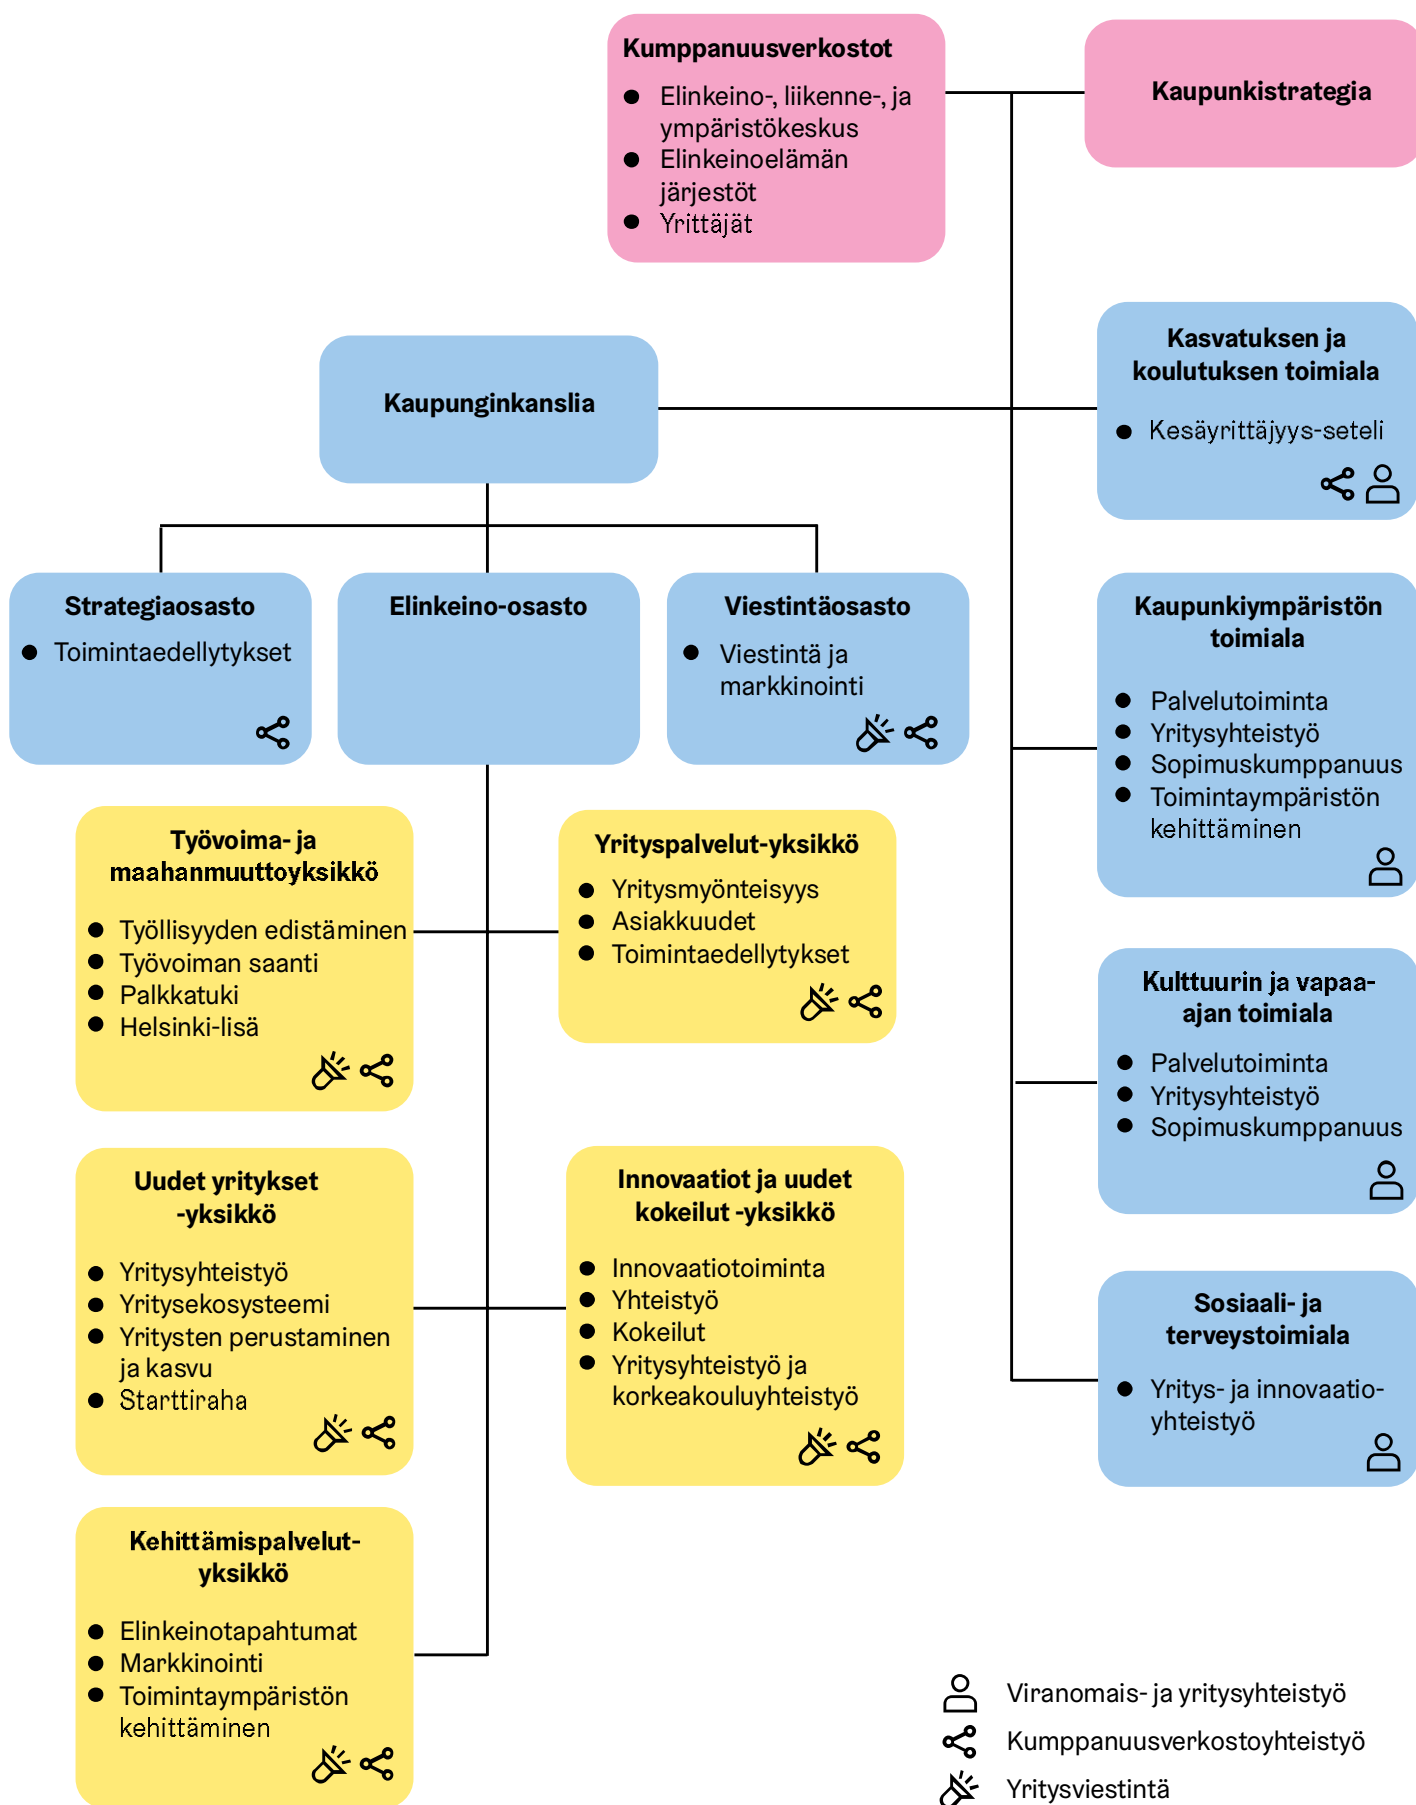 Kumppanuusverkostot
● Elinkeino-, liikenne-, ja
ympäristökeskus
● Elinkeinoelämän
järjestöt
● Yrittäjät
Kaupunkistrategia
Kaupunginkanslia
Kasvatuksen ja
koulutuksen toimiala
● Kesäyrittäjyys-seteli
Strategiaosasto
● Toimintaedellytykset
Elinkeino-osasto
Viestintäosasto
● Viestintä ja
markkinointi
Kaupunkiympäristön
toimiala
● Palvelutoiminta
● Yritysyhteistyö
● Sopimuskumppanuus
● Toimintaympäristön
kehittäminen
Työvoima- ja
maahanmuuttoyksikkö
● Työllisyyden edistäminen
● Työvoiman saanti
● Palkkatuki
● Helsinki-lisä
Yrityspalvelut-yksikkö
● Yritysmyönteisyys
● Asiakkuudet
● Toimintaedellytykset
Kulttuurin ja vapaa-
ajan toimiala
● Palvelutoiminta
● Yritysyhteistyö
● Sopimuskumppanuus
Uudet yritykset
-yksikkö
● Yritysyhteistyö
● Yritysekosysteemi
● Yritysten perustaminen
ja kasvu
● Starttiraha
Innovaatiot ja uudet
kokeilut -yksikkö
● Innovaatiotoiminta
● Yhteistyö
● Kokeilut
● Yritysyhteistyö ja
korkeakouluyhteistyö
Sosiaali- ja
terveystoimiala
● Yritys- ja innovaatio-
yhteistyö
Kehittämispalvelut-
yksikkö
● Elinkeinotapahtumat
● Markkinointi
● Toimintaympäristön
kehittäminen
Viranomais- ja yritysyhteistyö
Kumppanuusverkostoyhteistyö
Yritysviestintä